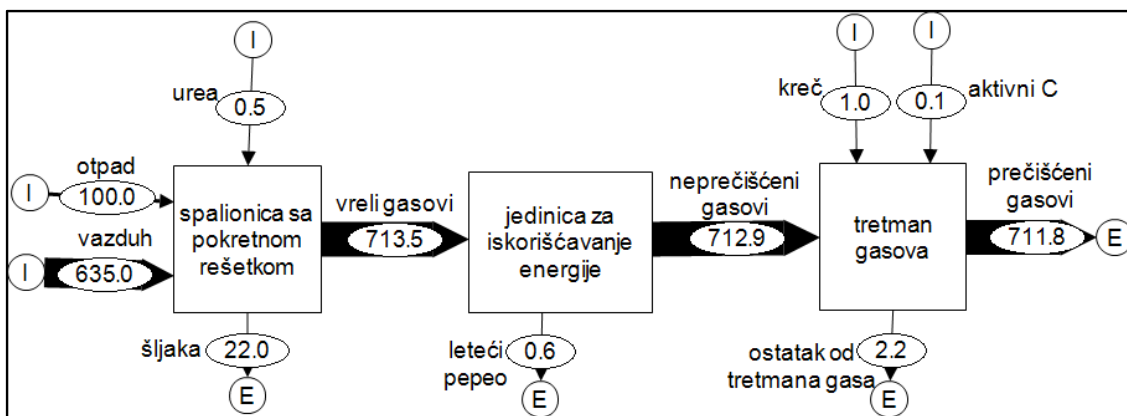 I
I
I
urea
0.5
kreč
1.0
0.1
aktivni C
I
otpad
100.0
vazduh
I
635.0
spalionica sa
pokretnom
rešetkom
vreli gasovi
713.5
jedinica za
iskorišćavanje
energije
neprečišćeni
gasovi
712.9
tretman
gasova
prečišćeni
gasovi
711.8
E
šljaka
22.0
E
leteći
pepeo
0.6
E
ostatak od
tretmana gasa
2.2
E